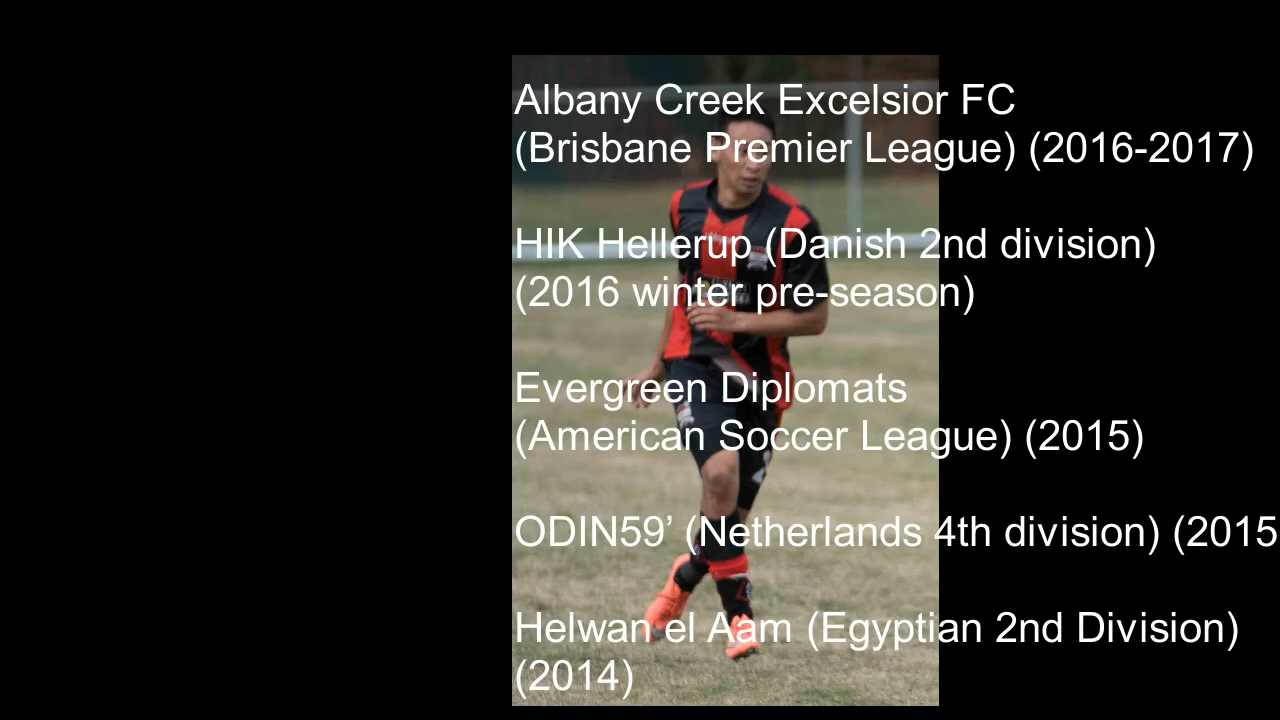 Albany Creek Excelsior FC
(Brisbane Premier League) (2016-2017)
HIK Hellerup (Danish 2nd division)
(2016 winter pre-season)
Evergreen Diplomats
(American Soccer League) (2015)
ODIN59’ (Netherlands 4th division) (2015
Helwan el Aam (Egyptian 2nd Division)
(2014)